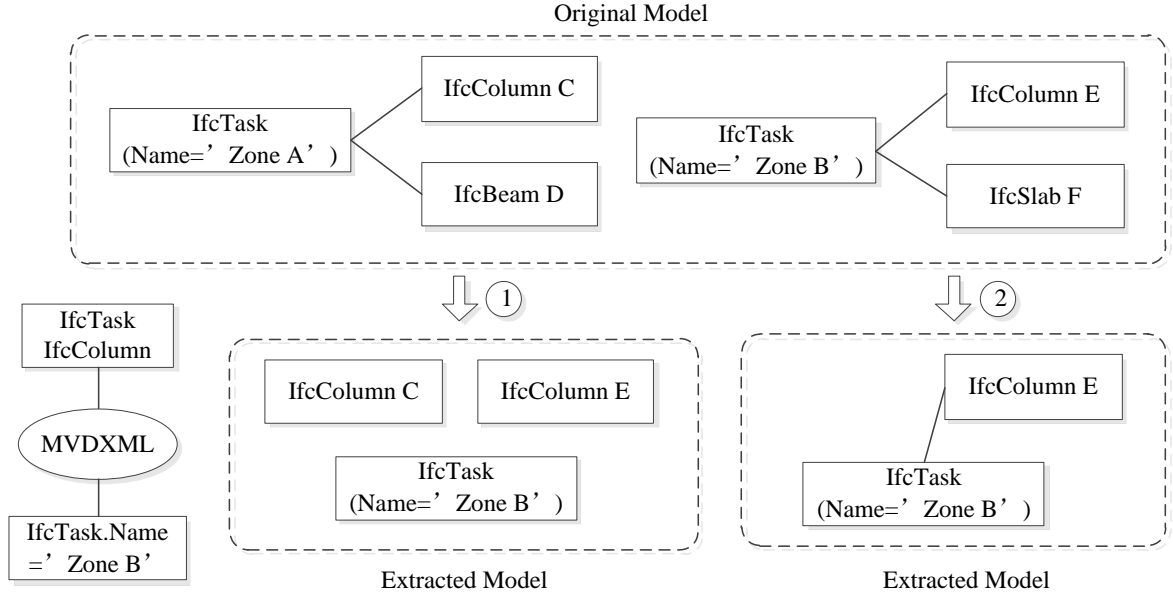 Original Model
IfcTask
(Name=’ Zone A’ )
IfcColumn C
IfcBeam D
IfcTask
(Name=’ Zone B’ )
IfcColumn E
IfcSlab F
1
2
IfcTask
IfcColumn
MVDXML
IfcTask.Name
=’ Zone B’
IfcColumn C
IfcColumn E
IfcTask
(Name=’ Zone B’ )
Extracted Model
IfcColumn E
IfcTask
(Name=’ Zone B’ )
Extracted Model